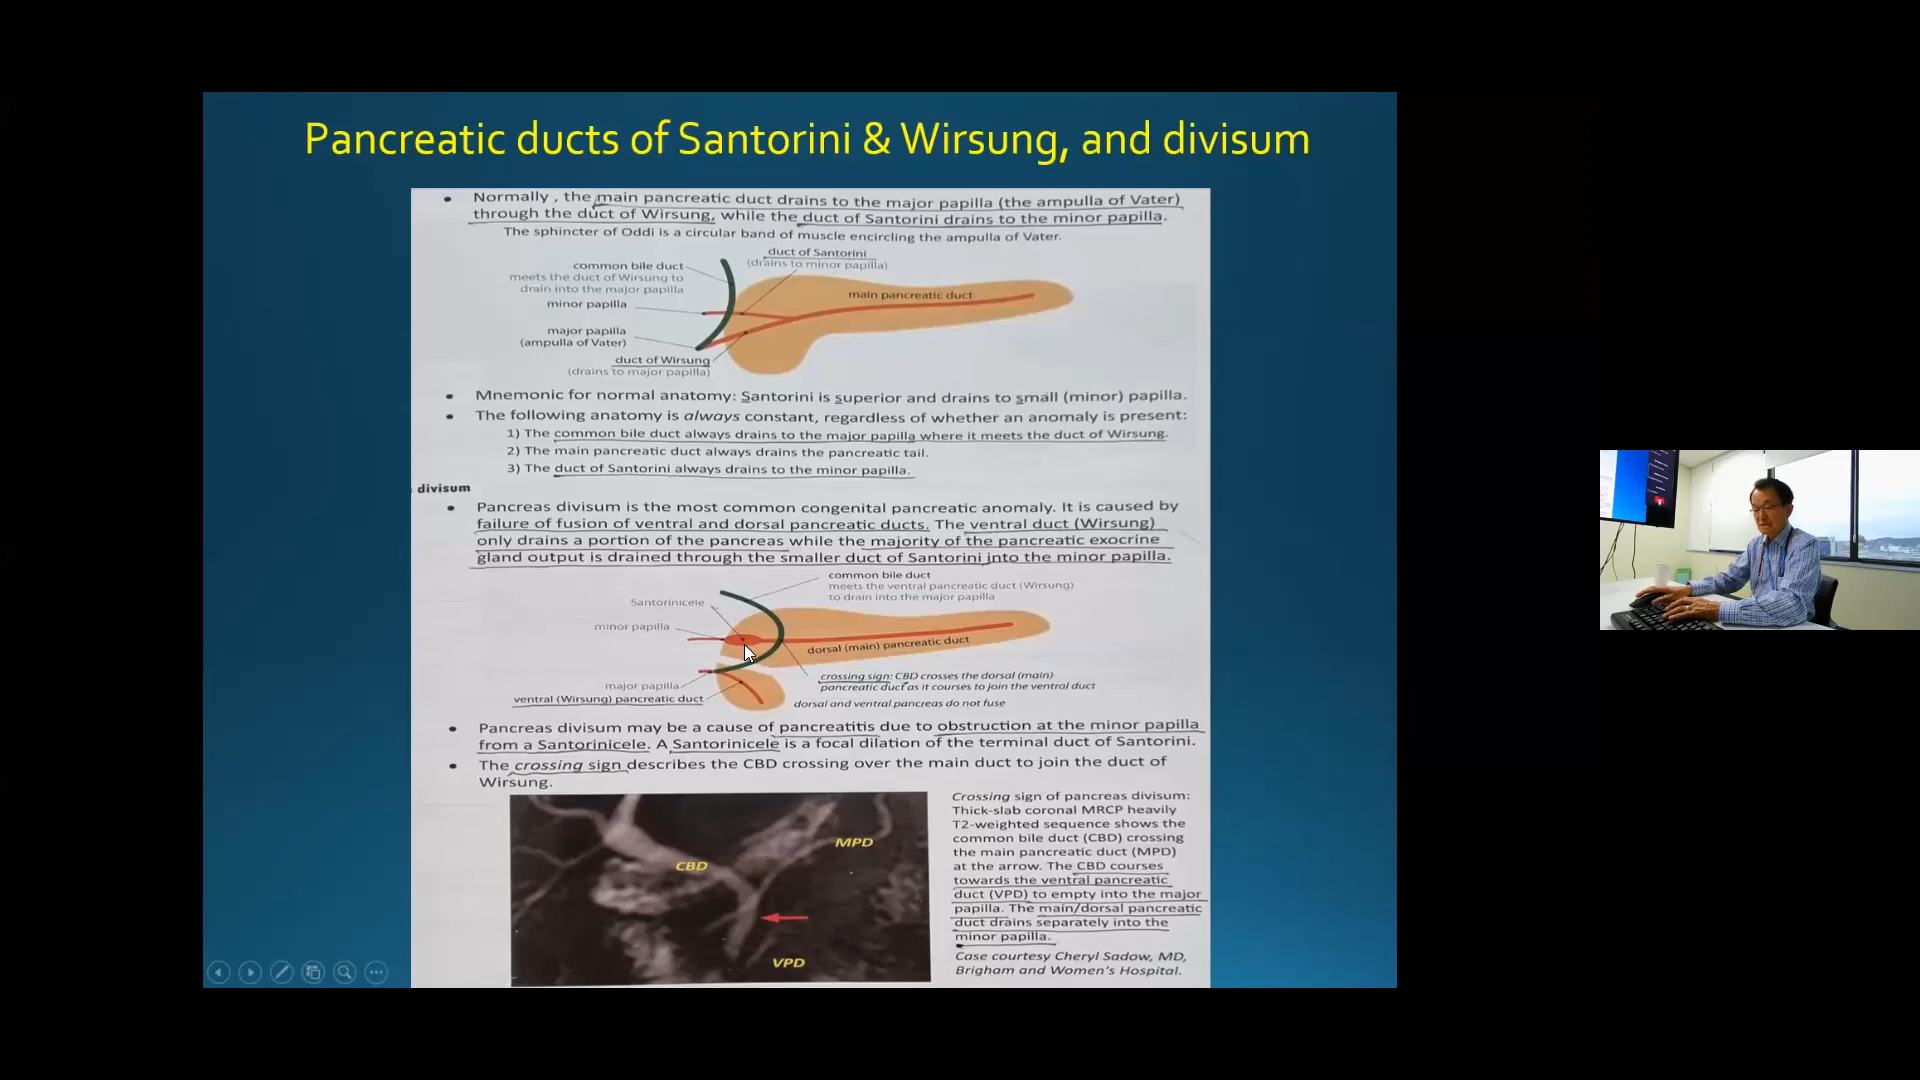 Pancreatic ducts of Santorini & Wirsung, and divisum
• Normally , the main pancreatic duct drains to the major papilla (the ampulla of Vater)
through the duct of Wirsung, while the duct of Santorini drains to the minor papilla.
The sphincter of Oddi is a circular band of muscle encircling the ampulla of Vater.
duct of Santorini
(drains to minor papilla)
common bile duct
meets the duct of Wirsung to
drain into the major papilla
main pancreatic duct
minor papilla
major papilla
(ampulla of Vater)
duct of Wirsung
(drains to major papilla)
• Mnemonic for normal anatomy: Santorini is superior and drains to small (minor) papilla.
• The following anatomy is always constant, regardless of whether an anomaly is present:
1) The common bile duct always drains to the major papilla where it meets the duct of Wirsung.
2) The main pancreatic duct always drains the pancreatic tail.
3) The duct of Santorini always drains to the minor papilla.
divisum
• Pancreas divisum is the most common congenital pancreatic anomaly. It is caused by
failure of fusion of ventral and dorsal pancreatic ducts. The ventral duct (Wirsung)
only drains a portion of the pancreas while the majority of the pancreatic exocrine
gland output is drained through the smaller duct of Santorini into the minor papilla.
common bile duct
meets the ventral pancreatic duct (Wirsung)
to drain into the major papilla
Santorinicele
minor papilla
dorsal (main) pancreatic duct
crossing sign: CBD crosses the dorsal (main)
pancreatic duct as it courses to join the ventral duct
major papilla
ventral (Wirsung) pancreatic duct
dorsal and ventral pancreas do not fuse
• Pancreas divisum may be a cause of pancreatitis due to obstruction at the minor papilla
from a Santorinicele. A Santorinicele is a focal dilation of the terminal duct of Santorini.
• The crossing sign describes the CBD crossing over the main duct to join the duct of
Wirsung.
CBD
MPD
VPD
Crossing sign of pancreas divisum:
Thick-slab coronal MRCP heavily
T2-weighted sequence shows the
common bile duct (CBD) crossing
the main pancreatic duct (MPD)
at the arrow. The CBD courses
towards the ventral pancreatic
duct (VPD) to empty into the major
papilla. The main/dorsal pancreatic
duct drains separately into the
minor papilla.
Case courtesy Cheryl Sadow, MD,
Brigham and Women's Hospital.